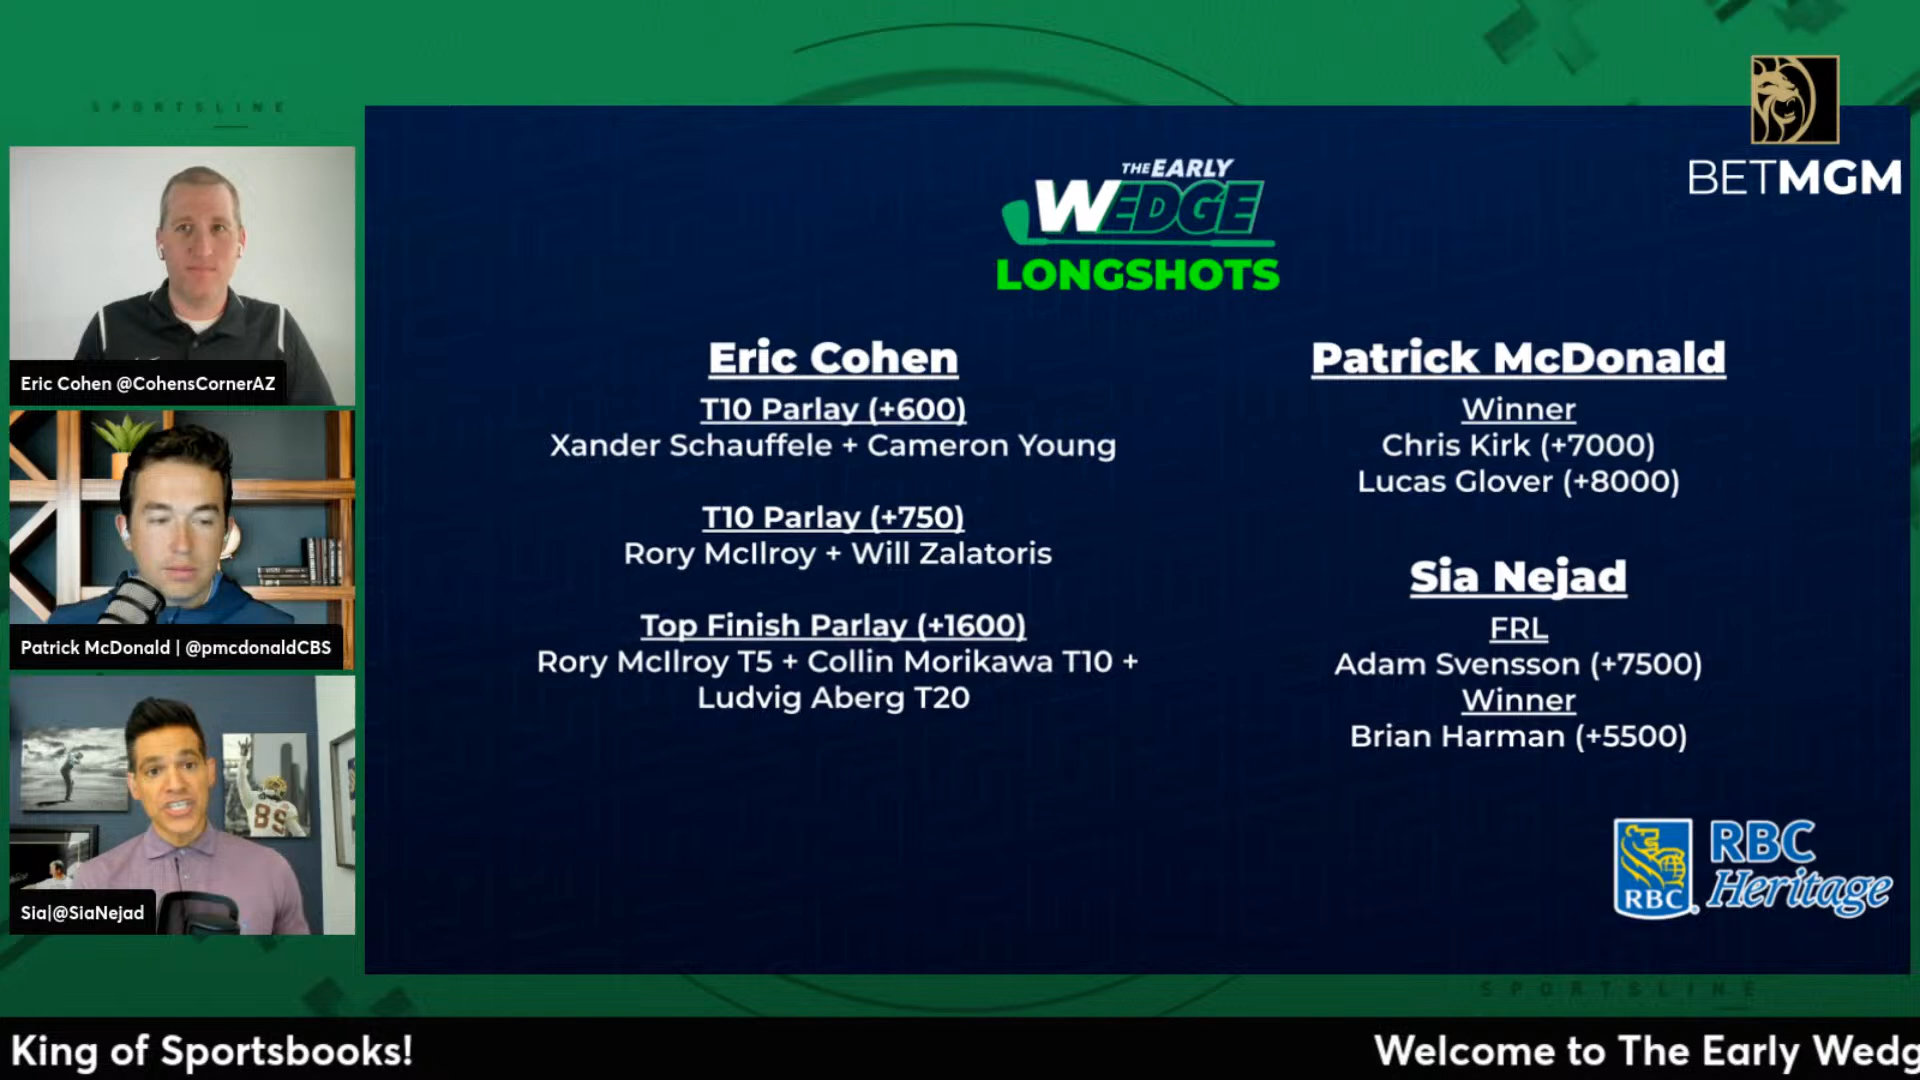 SPORTSLINE
BETMGM
THE EARLY
WEDGE
LONGSHOTS
Eric Cohen
T10 Parlay (+600)
Xander Schauffele + Cameron Young
T10 Parlay (+750)
Rory McIlroy + Will Zalatoris
Top Finish Parlay (+1600)
Rory McIlroy T5 + Collin Morikawa T10 +
Ludvig Aberg T20
Patrick McDonald
Winner
Chris Kirk (+7000)
Lucas Glover (+8000)
Sia Nejad
FRL
Adam Svensson (+7500)
Winner
Brian Harman (+5500)
Eric Cohen @CohensCornerAZ
Patrick McDonald | @pmcdonaldCBS
89
Sia|@SiaNejad
RBC
RBC
Heritage
SPORTSLINE
King of Sportsbooks!
Welcome to The Early Wedg